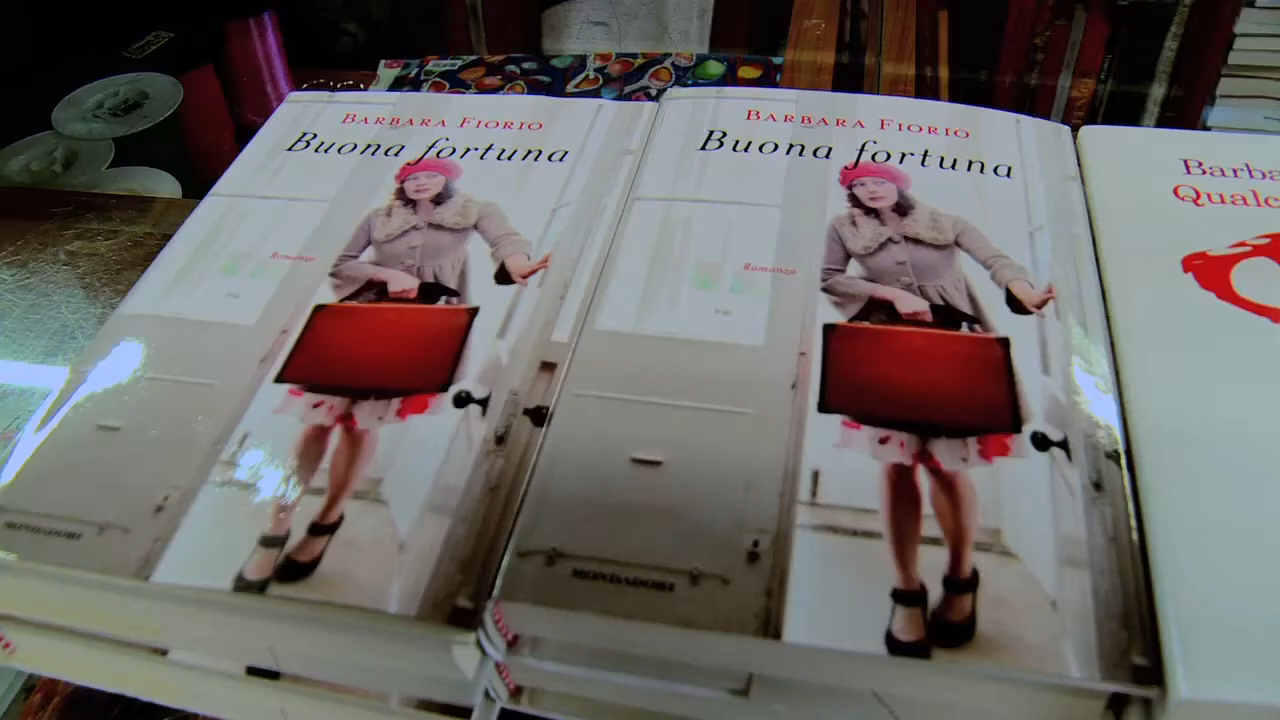 BARBARA FIORIO
Buona fortuna
Romanzo
MONDADORI
BARBARA FIORIO
Buona fortuna
Romanzo
MONDADORI
Barba
Qualc